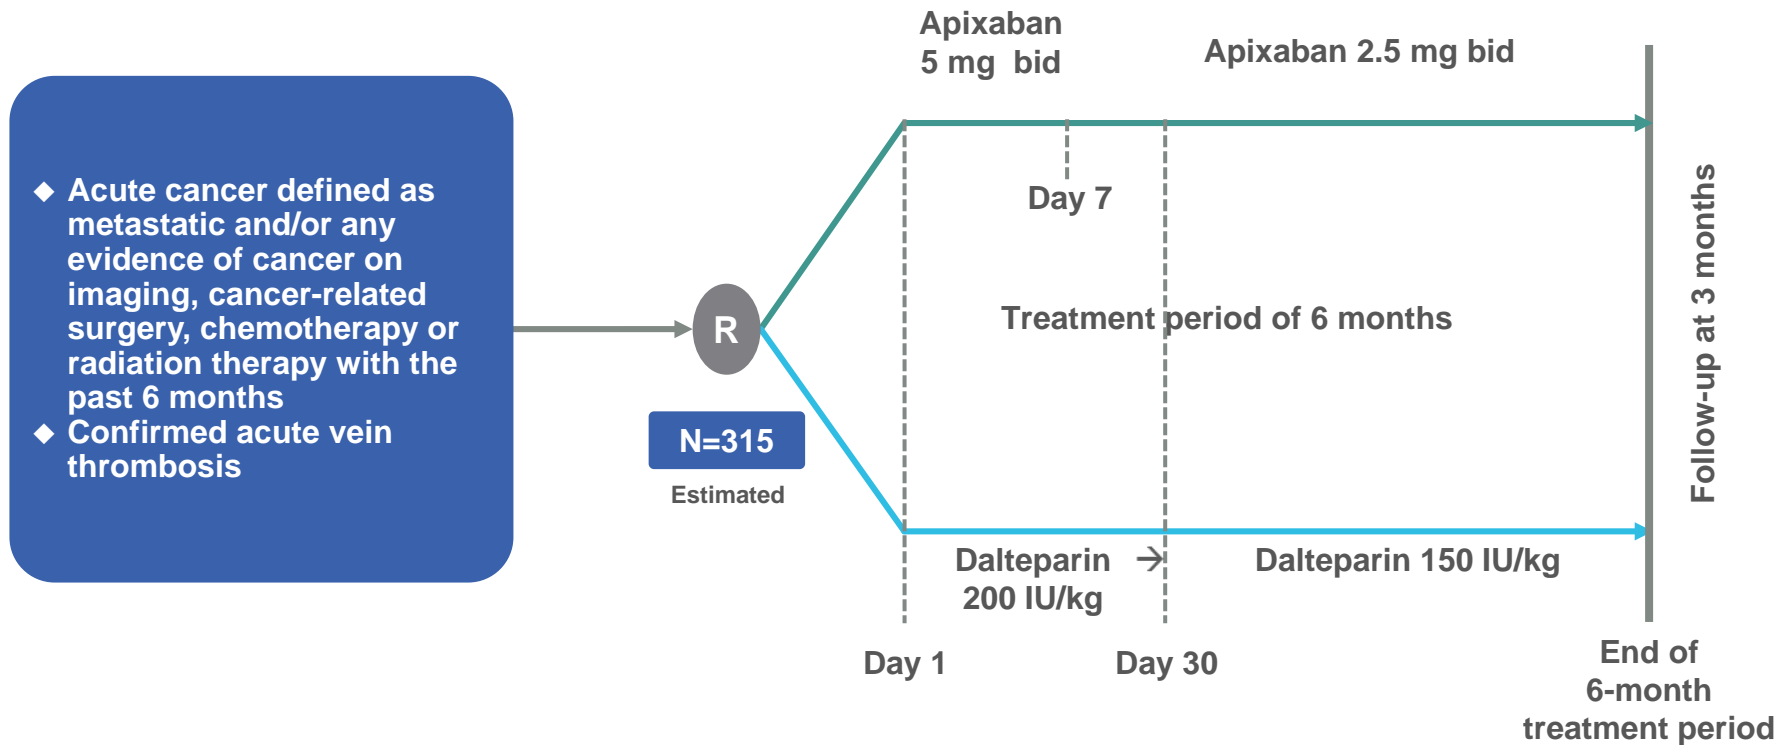 Apixaban
5 mg bid
Apixaban 2.5 mg bid
◆ Acute cancer defined as
metastatic and/or any
evidence of cancer on
imaging, cancer-related
surgery, chemotherapy or
radiation therapy with the
past 6 months
◆ Confirmed acute vein
thrombosis
Day 7
R
Treatment period of 6 months
Follow-up at 3 months
N=315
Estimated
Dalteparin →
200 IU/kg
Dalteparin 150 IU/kg
Day 1
Day 30
End of
6-month
treatment period